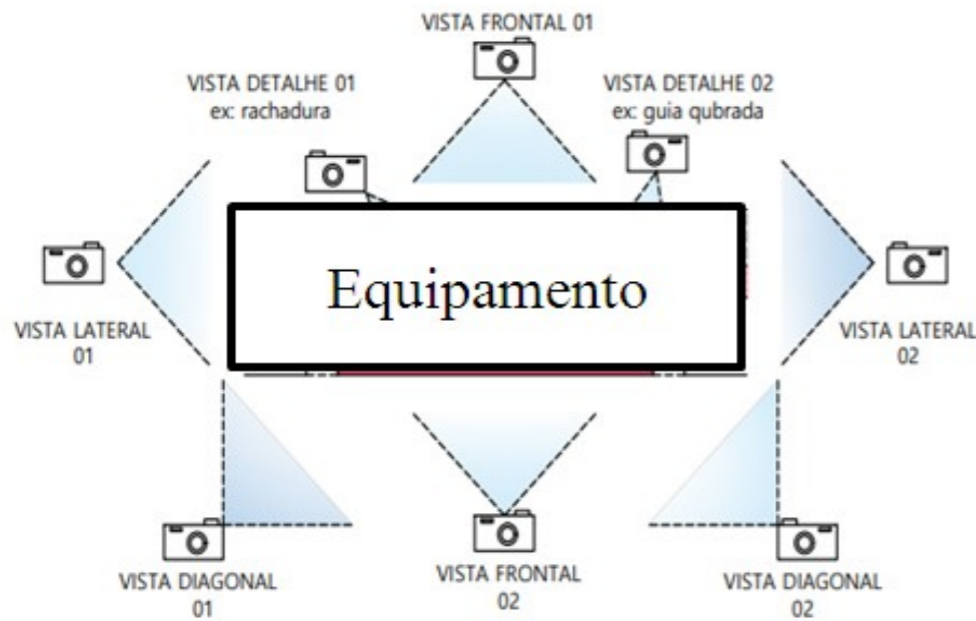 VISTA FRONTAL 01
VISTA DETALHE 01
ex: rachadura
VISTA DETALHE 02
ex: guia qubrada
Equipamento
VISTA LATERAL
01
VISTA LATERAL
02
VISTA DIAGONAL
01
VISTA FRONTAL
02
VISTA DIAGONAL
02